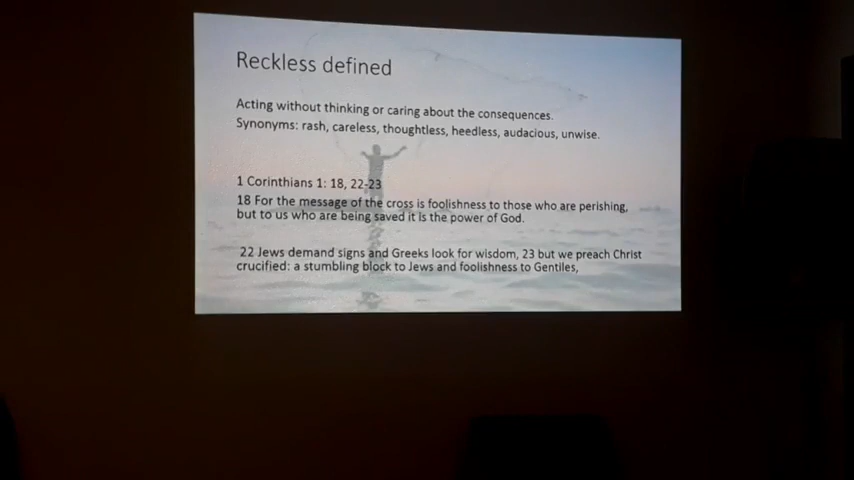 Reckless defined
Acting without thinking or caring about the consequences.
Synonyms: rash, careless, thoughtless, heedless, audacious, unwise.
1 Corinthians 1: 18, 22-23
18 For the message of the cross is foolishness to those who are perishing,
but to us who are being saved it is the power of God.
22 Jews demand signs and Greeks look for wisdom, 23 but we preach Christ
crucified: a stumbling block to Jews and foolishness to Gentiles,